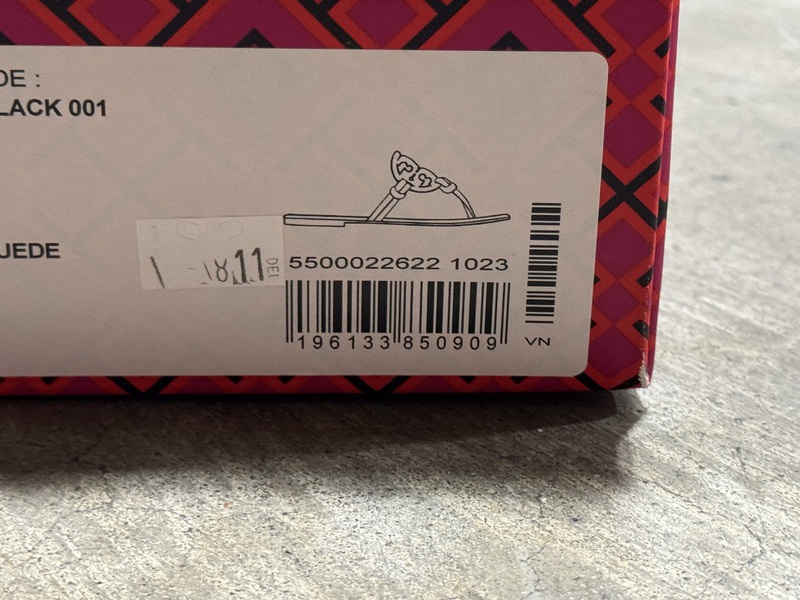 DE :
LACK 001
UEDE
18.11
5500022622 1023
196133 850909
VN